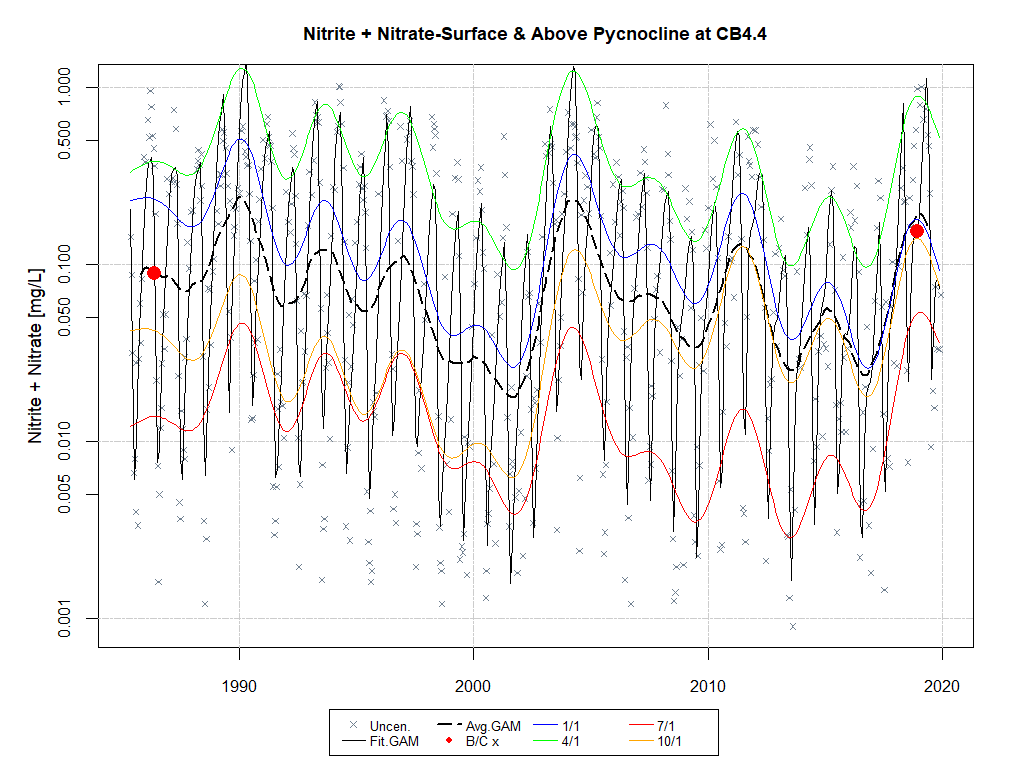 Nitrite + Nitrate-Surface & Above Pycnocline at CB4.4
Nitrite + Nitrate [mg/L]
1.000
0.500
0.100
0.050
0.010
0.005
0.001
1990
2000
2010
2020
Uncen.
Avg.GAM
1/1
7/1
Fit.GAM
B/C x
4/1
10/1